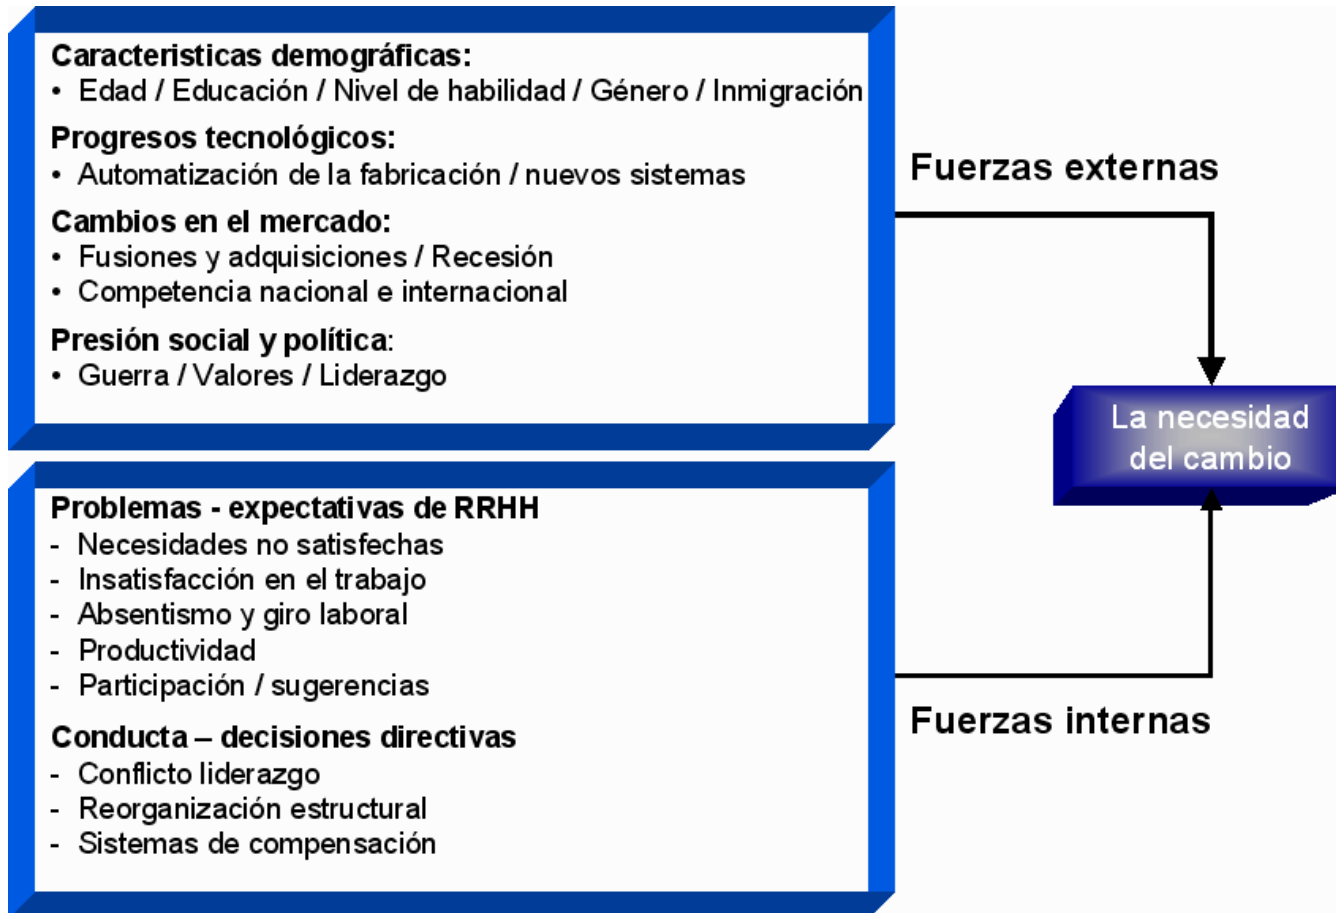 Caracteristicas demográficas:
• Edad / Educación / Nivel de habilidad / Género / Inmigración
Progresos tecnológicos:
• Automatización de la fabricación / nuevos sistemas
Cambios en el mercado:
• Fusiones y adquisiciones / Recesión
• Competencia nacional e internacional
Presión social y política:
• Guerra / Valores / Liderazgo
Fuerzas externas
La necesidad
del cambio
Problemas - expectativas de RRHH
- Necesidades no satisfechas
- Insatisfacción en el trabajo
- Absentismo y giro laboral
- Productividad
- Participación / sugerencias
Conducta – decisiones directivas
- Conflicto liderazgo
- Reorganización estructural
- Sistemas de compensación
Fuerzas internas